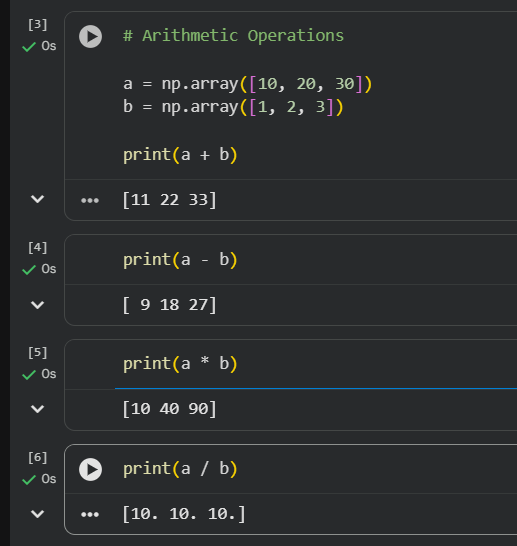 [3]
0s
# Arithmetic Operations
a = np.array([10, 20, 30])
b = np.array([1, 2, 3])
print(a + b)
[11 22 33]
[4]
0s
print(a - b)
[ 9 18 27]
[5]
0s
print(a * b)
[10 40 90]
[6]
0s
print(a / b)
[10. 10. 10.]